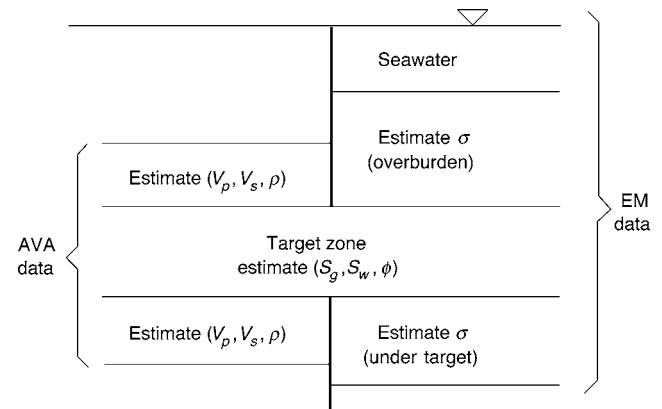 Seawater
Estimate σ
(overburden)
Estimate (Vp, Vs, ρ)
EM
data
AVA
data
Target zone
estimate (Sg, Sw, ϕ)
Estimate (Vp, Vs, ρ)
Estimate σ
(under target)